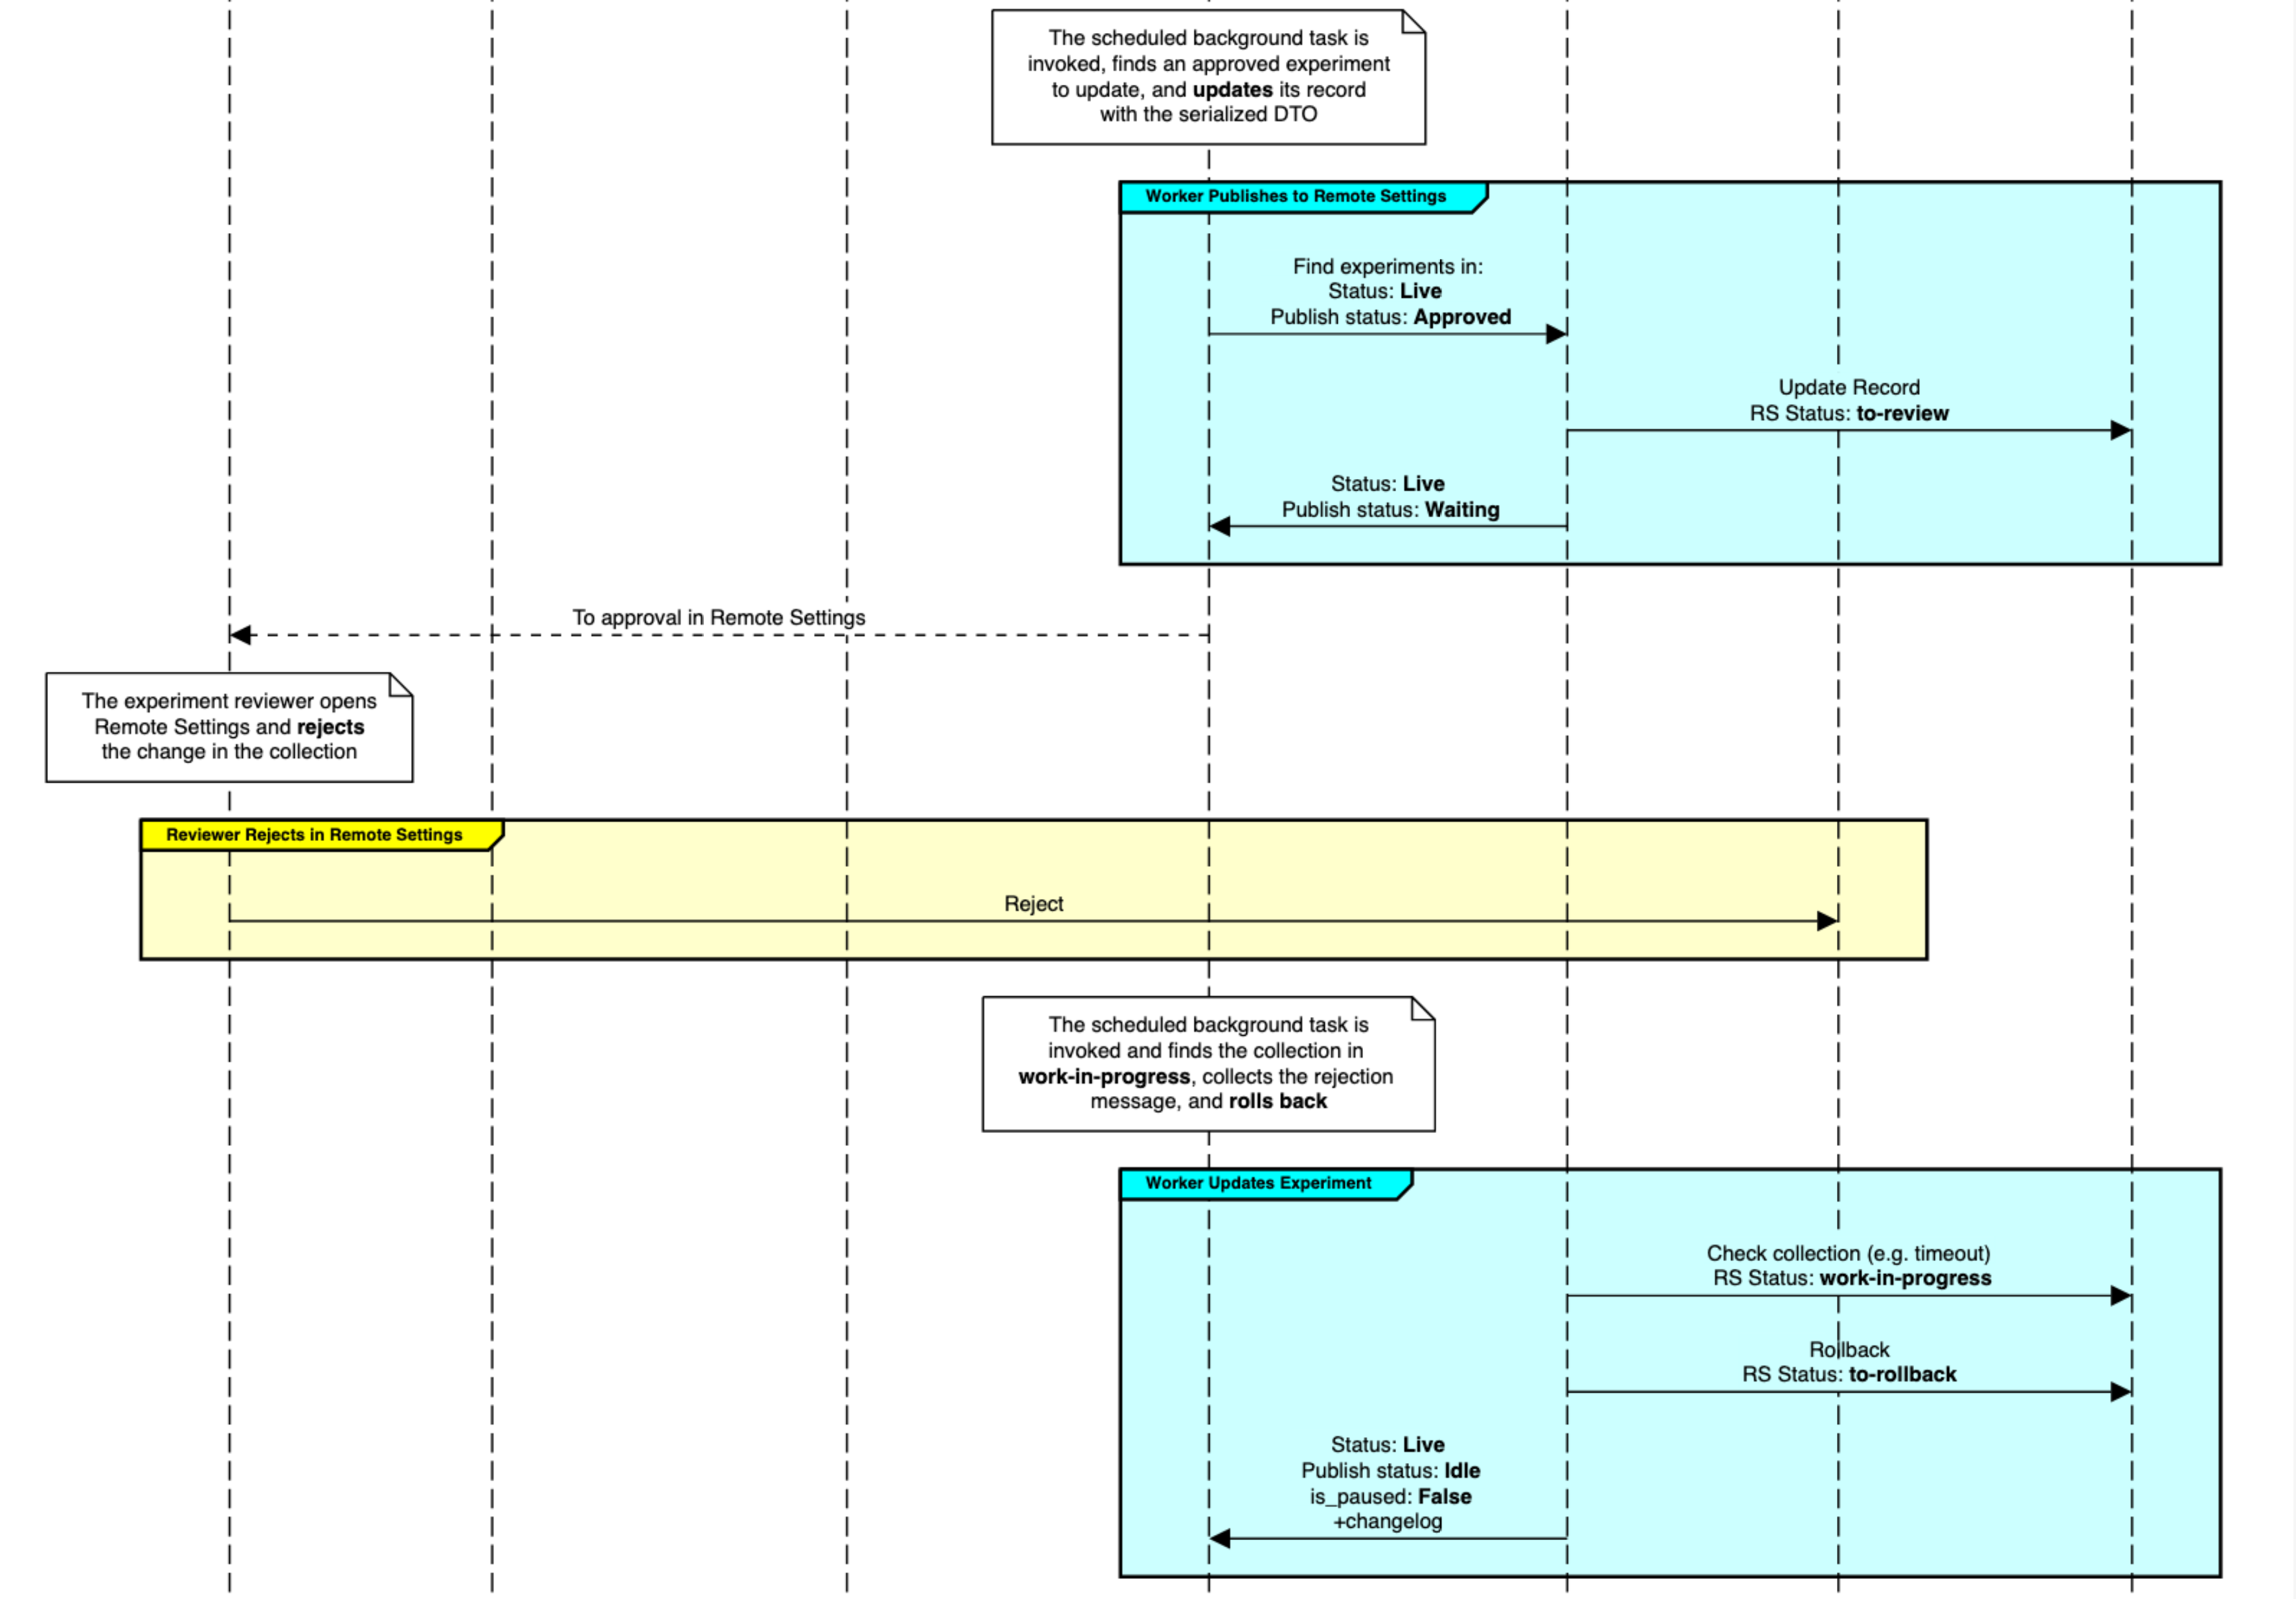 The scheduled background task is
invoked, finds an approved experiment
to update, and updates its record
with the serialized DTO
Worker Publishes to Remote Settings
Find experiments in:
Status: Live
Publish status: Approved
Update Record
RS Status: to-review
Status: Live
Publish status: Waiting
To approval in Remote Settings
The experiment reviewer opens
Remote Settings and rejects
the change in the collection
Reviewer Rejects in Remote Settings
Reject
The scheduled background task is
invoked and finds the collection in
work-in-progress, collects the rejection
message, and rolls back
Worker Updates Experiment
Check collection (e.g. timeout)
RS Status: work-in-progress
Rollback
RS Status: to-rollback
Status: Live
Publish status: Idle
is_paused: False
+changelog